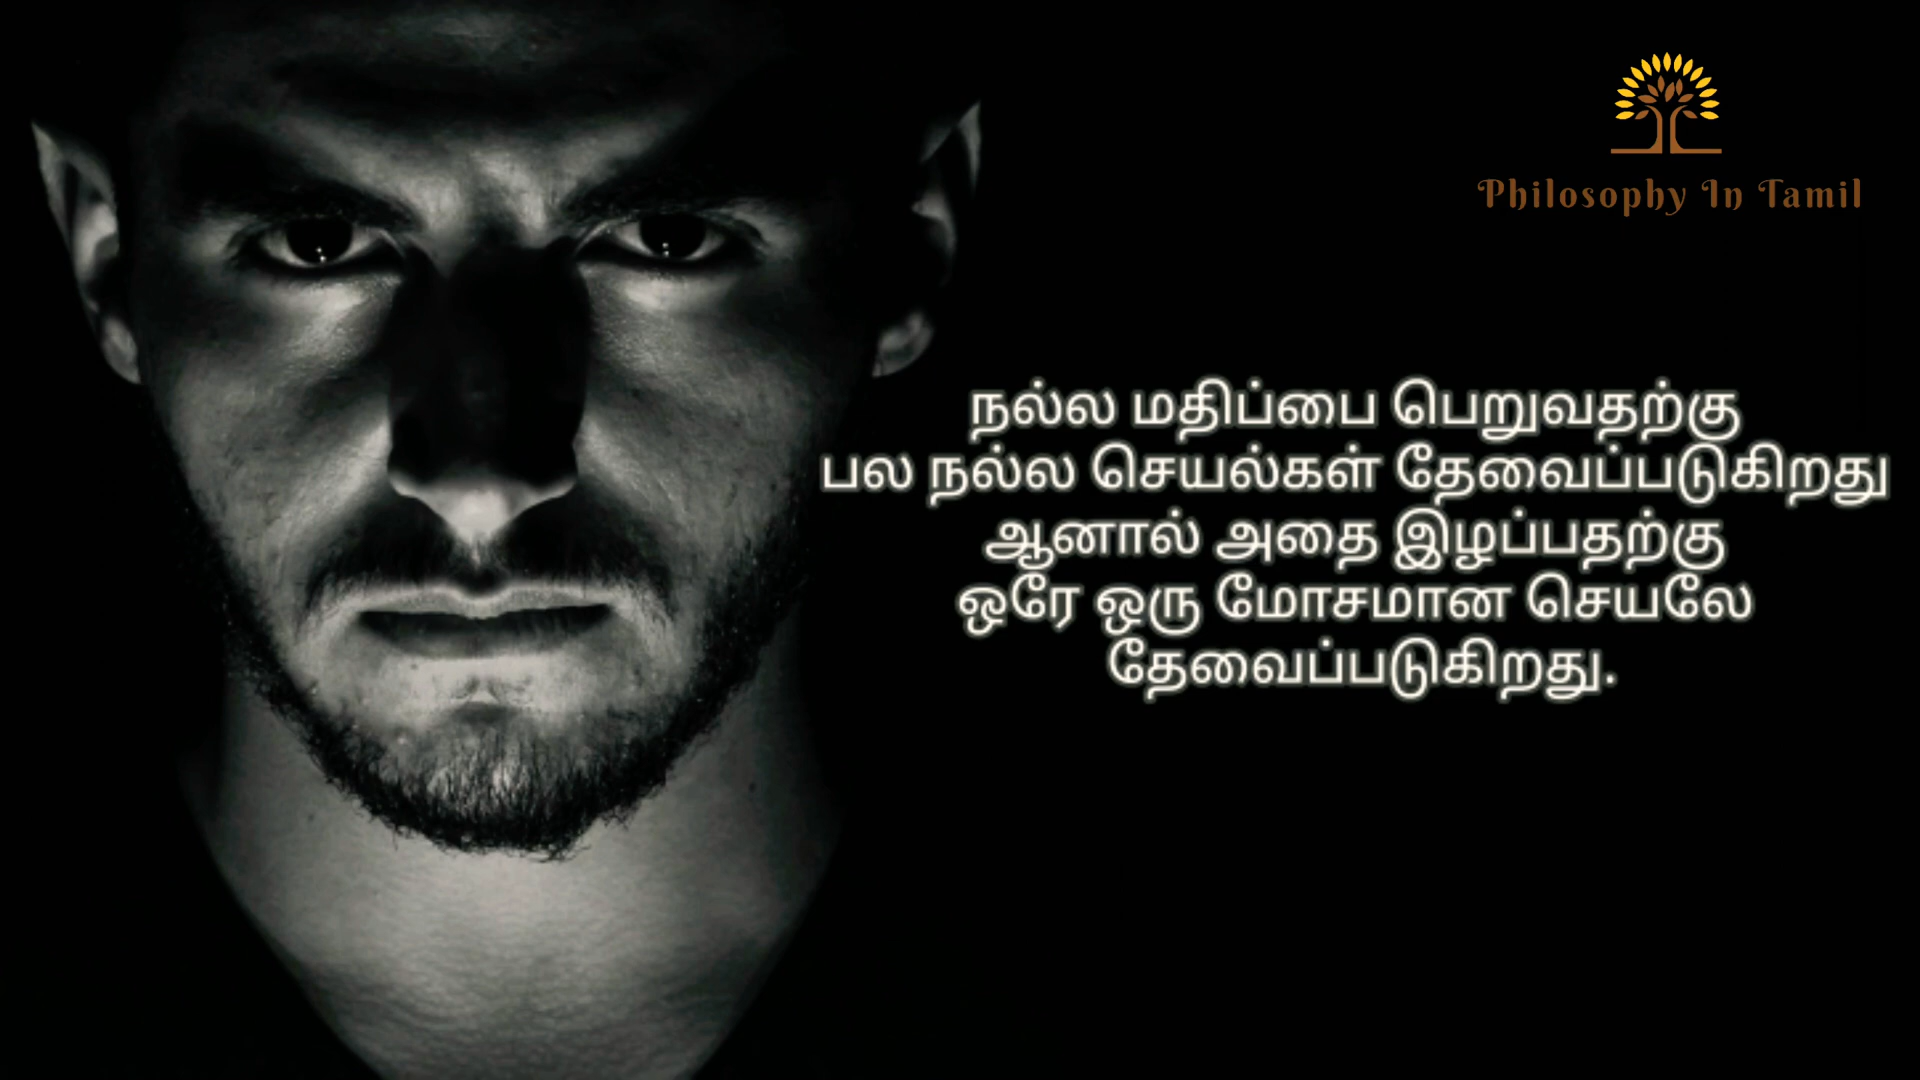 Philosophy In Tamil
நல்ல மதிப்பை பெறுவதற்கு
பல நல்ல செயல்கள் தேவைப்படுகிறது
ஆனால் அதை இழப்பதற்கு
ஒரே ஒரு மோசமான செயலே
தேவைப்படுகிறது.